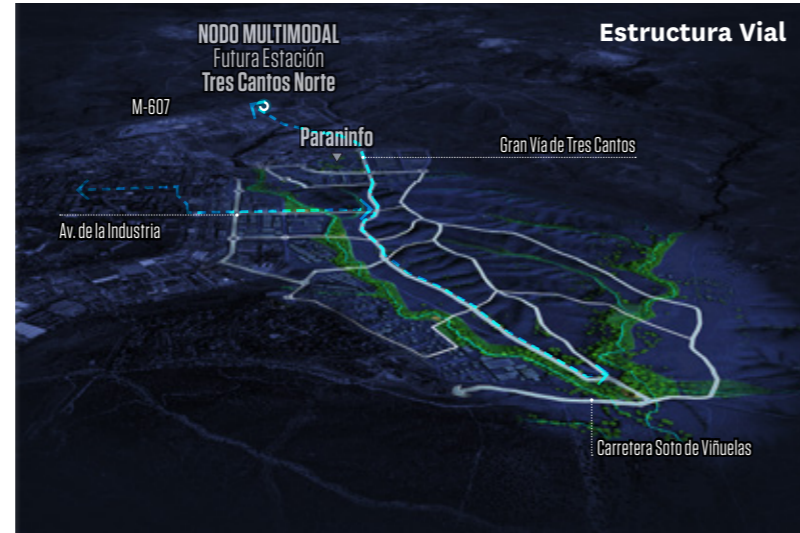 Estructura Vial
NODO MULTIMODAL
Futura Estación
Tres Cantos Norte
M-607
Paraninfo
Gran Vía de Tres Cantos
Av. de la Industria
Carretera Soto de Viñuelas